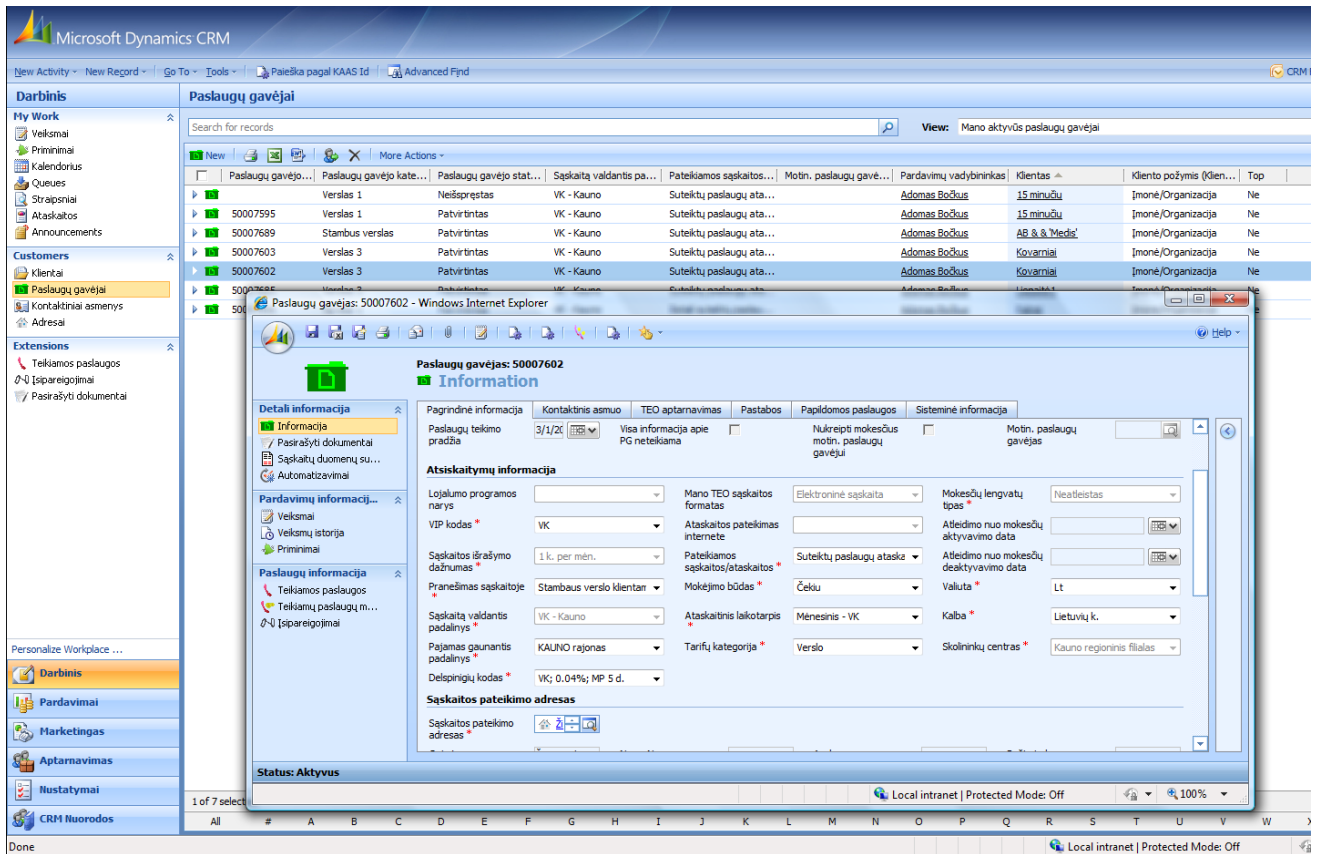 Microsoft Dynamics CRM
New Activity New Record Go To Tools Paieška pagal KAAS Id Advanced Find CRM
Darbinis
My Work
Veiksmai
Priminimai
Kalendorius
Queues
Straipsniai
Ataskaitos
Announcements
Customers
Klientai
Paslaugų gavėjai
Kontaktiniai asmenys
Adresai
Extensions
Teikiamos paslaugos
Įsipareigojimai
Pasirašyti dokumentai
Personalize Workplace ...
Darbinis
Pardavimai
Marketingas
Aptarnavimas
Nustatymai
CRM Nuorodos
Paslaugų gavėjai
Search for records View: Mano aktyvūs paslaugų gavėjai
New More Actions
Paslaugų gavėjo... Paslaugų gavėjo kate... Paslaugų gavėjo stat... Sąskaitą valdantis pa... Pateikiamos sąskaitos... Motin. paslaugų gavė... Pardavimų vadybininkas Klientas Kliento požymis (Klien... Top
Verslas 1 Neišspręstas VK - Kauno Suteiktų paslaugų ata... Adomas Bočkus 15 minučių Įmonė/Organizacija Ne
50007595 Verslas 1 Patvirtintas VK - Kauno Suteiktų paslaugų ata... Adomas Bočkus 15 minučių Įmonė/Organizacija Ne
50007689 Stambus verslas Patvirtintas VK - Kauno Suteiktų paslaugų ata... Adomas Bočkus AB & & 'Medis' Įmonė/Organizacija Ne
50007603 Verslas 3 Patvirtintas VK - Kauno Suteiktų paslaugų ata... Adomas Bočkus Kovarniai Įmonė/Organizacija Ne
50007602 Verslas 3 Patvirtintas VK - Kauno Suteiktų paslaugų ata... Adomas Bočkus Kovarniai Įmonė/Organizacija Ne
Paslaugų gavėjas: 50007602 - Windows Internet Explorer
Help
Paslaugų gavėjas: 50007602
Information
Detali informacija
Informacija
Pasirašyti dokumentai
Sąskaitų duomenų su...
Automatizavimai
Pardavimų informacij...
Veiksmai
Veiksmų istorija
Priminimai
Paslaugų informacija
Teikiamos paslaugos
Teikiamų paslaugų m...
Įsipareigojimai
Pagrindinė informacija Kontaktinis asmuo TEO aptarnavimas Pastabos Papildomos paslaugos Sisteminė informacija
Paslaugų teikimo pradžia 3/1/20 Visa informacija apie PG neteikiama Nukreipti mokesčius motin. paslaugų gavėjui Motin. paslaugų gavėjas
Atsiskaitymų informacija
Lojalumo programos narys Mano TEO sąskaitos formatas Elektroninė sąskaita Mokesčių lengvatų tipas * Neatleistas
VIP kodas * VK Ataskaitos pateikimas internete Atleidimo nuo mokesčių aktyvavimo data
Sąskaitos išrašymo dažnumas * 1 k. per mėn. Pateikiamos sąskaitos/ataskaitos * Suteiktų paslaugų ataska Atleidimo nuo mokesčių deaktyvavimo data
Pranešimas sąskaitoje * Stambaus verslo klientam Mokėjimo būdas * Čekiu Valiuta * Lt
Sąskaitą valdantis padalinys * VK - Kauno Ataskaitinis laikotarpis * Mėnesinis - VK Kalba * Lietuvių k.
Pajamas gaunantis padalinys * KAUNO rajonas Tarifų kategorija * Verslo Skolininkų centras * Kauno regioninis filialas
Delspinigių kodas * VK; 0.04%; MP 5 d.
Sąskaitos pateikimo adresas
Sąskaitos pateikimo adresas *
Status: Aktyvus
Local intranet | Protected Mode: Off 100%
1 of 7 select
All # A B C D E F G H I J K L M N O P Q R S T U V W
Done Local intranet | Protected Mode: Off